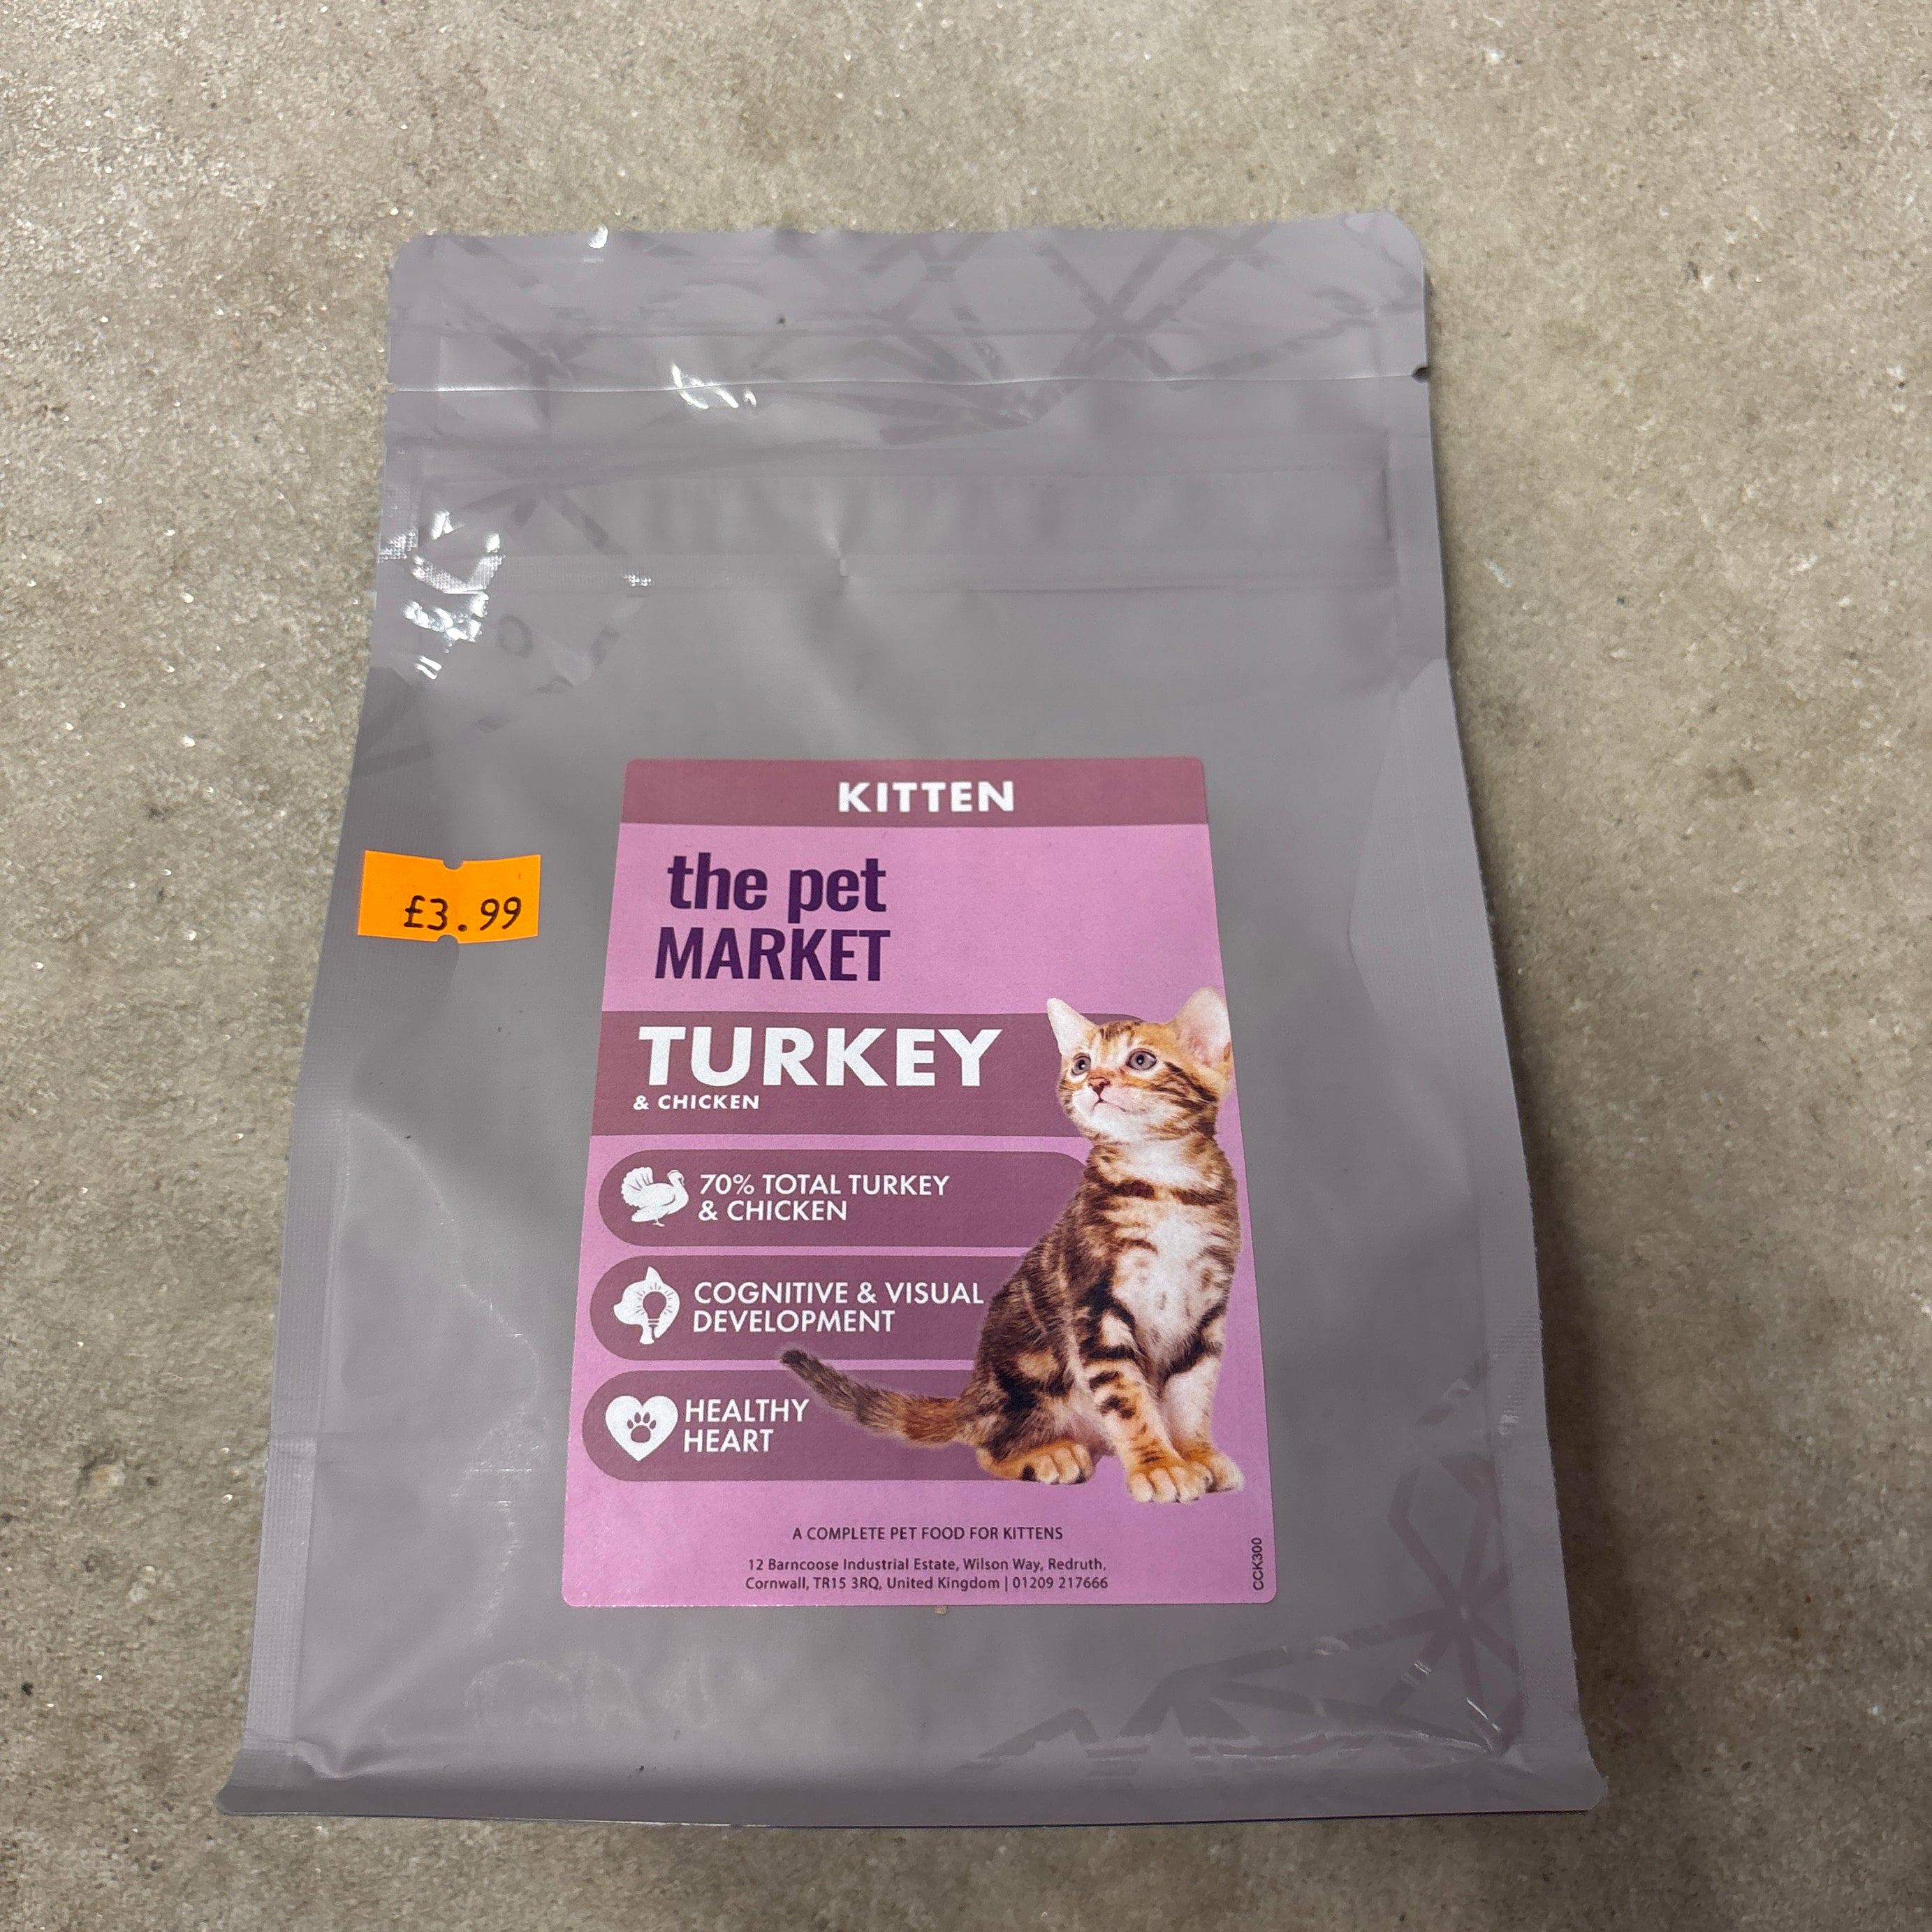 KITTEN
the pet
MARKET
£3.99
TURKEY
& CHICKEN
70% TOTAL TURKEY
& CHICKEN
COGNITIVE & VISUAL
DEVELOPMENT
HEALTHY
HEART
A COMPLETE PET FOOD FOR KITTENS
12 Barncoose Industrial Estate, Wilson Way, Redruth,
Cornwall, TR15 3RQ, United Kingdom | 01209 217666
CCK300